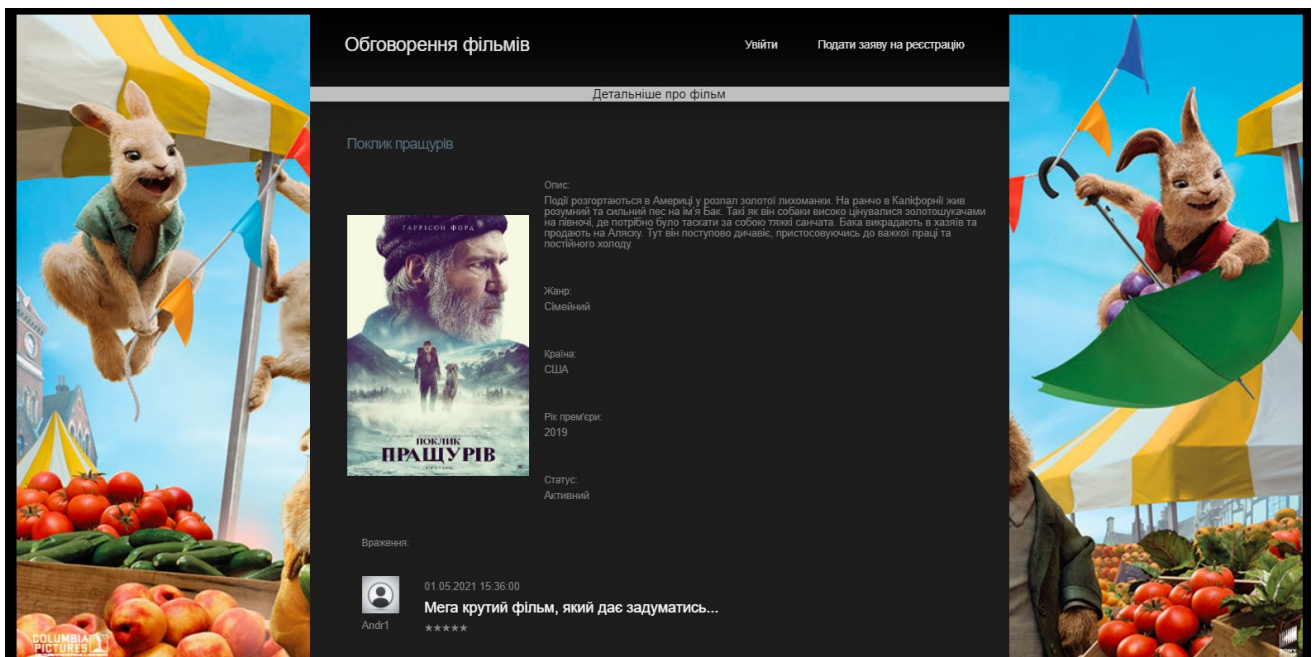 Обговорення фільмів
Увійти
Подати заяву на реєстрацію
Детальніше про фільм
Поклик пращурів
Опис:
Події розгортаються в Америці у розпал золотої лихоманки. На ранчо в Каліфорнії жив
розумний та сильний пес на ім'я Бак. Такі як він собаки високо цінувалися золотошукачами
на півночі, де потрібно було таскати за собою тяжкі санчата. Бака викрадають в хазяїв та
продають на Аляску. Тут він поступово дичавіє, пристосовуючись до важкої праці та
постійного холоду.
ГАРРІСОН ФОРД
ПОКЛИК
ПРАЩУРІВ
Жанр:
Сімейний
Країна:
США
Рік прем'єри:
2019
Статус:
Активний
Враження:
01.05.2021 15:36:00
Мега крутий фільм, який дає задуматись...
Andr1
★★★★★
COLUMBIA
PICTURES